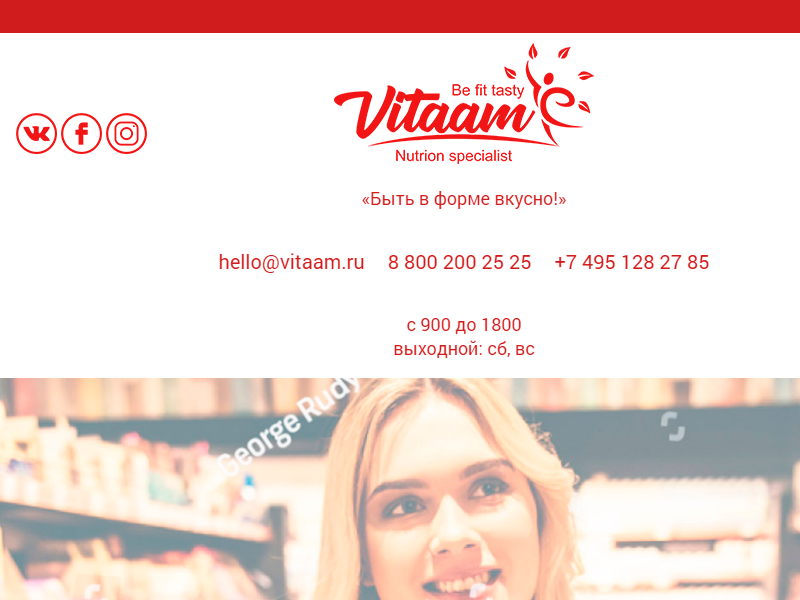 Be fit tasty
Vitaam
Nutrion specialist
«Быть в форме вкусно!»
hello@vitaam.ru 8 800 200 25 25 +7 495 128 27 85
с 900 до 1800
выходной: сб, вс
George Rudy